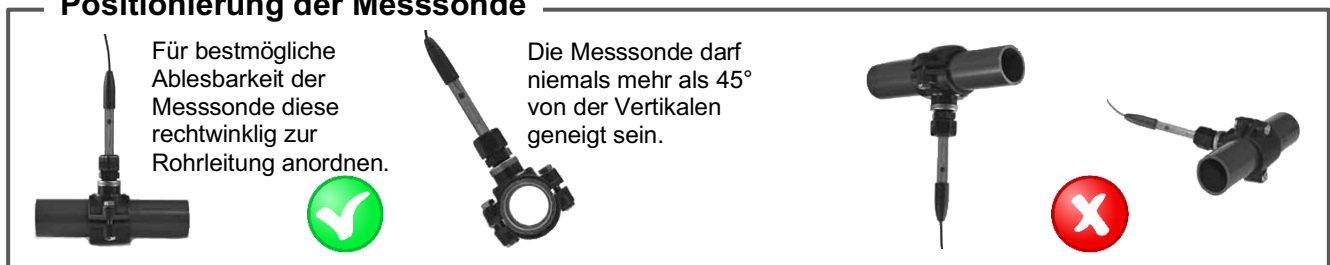 Positionierung der Messsonde
Für bestmögliche
Ablesbarkeit der
Messsonde diese
rechtwinklig zur
Rohrleitung anordnen.
Die Messsonde darf
niemals mehr als 45°
von der Vertikalen
geneigt sein.